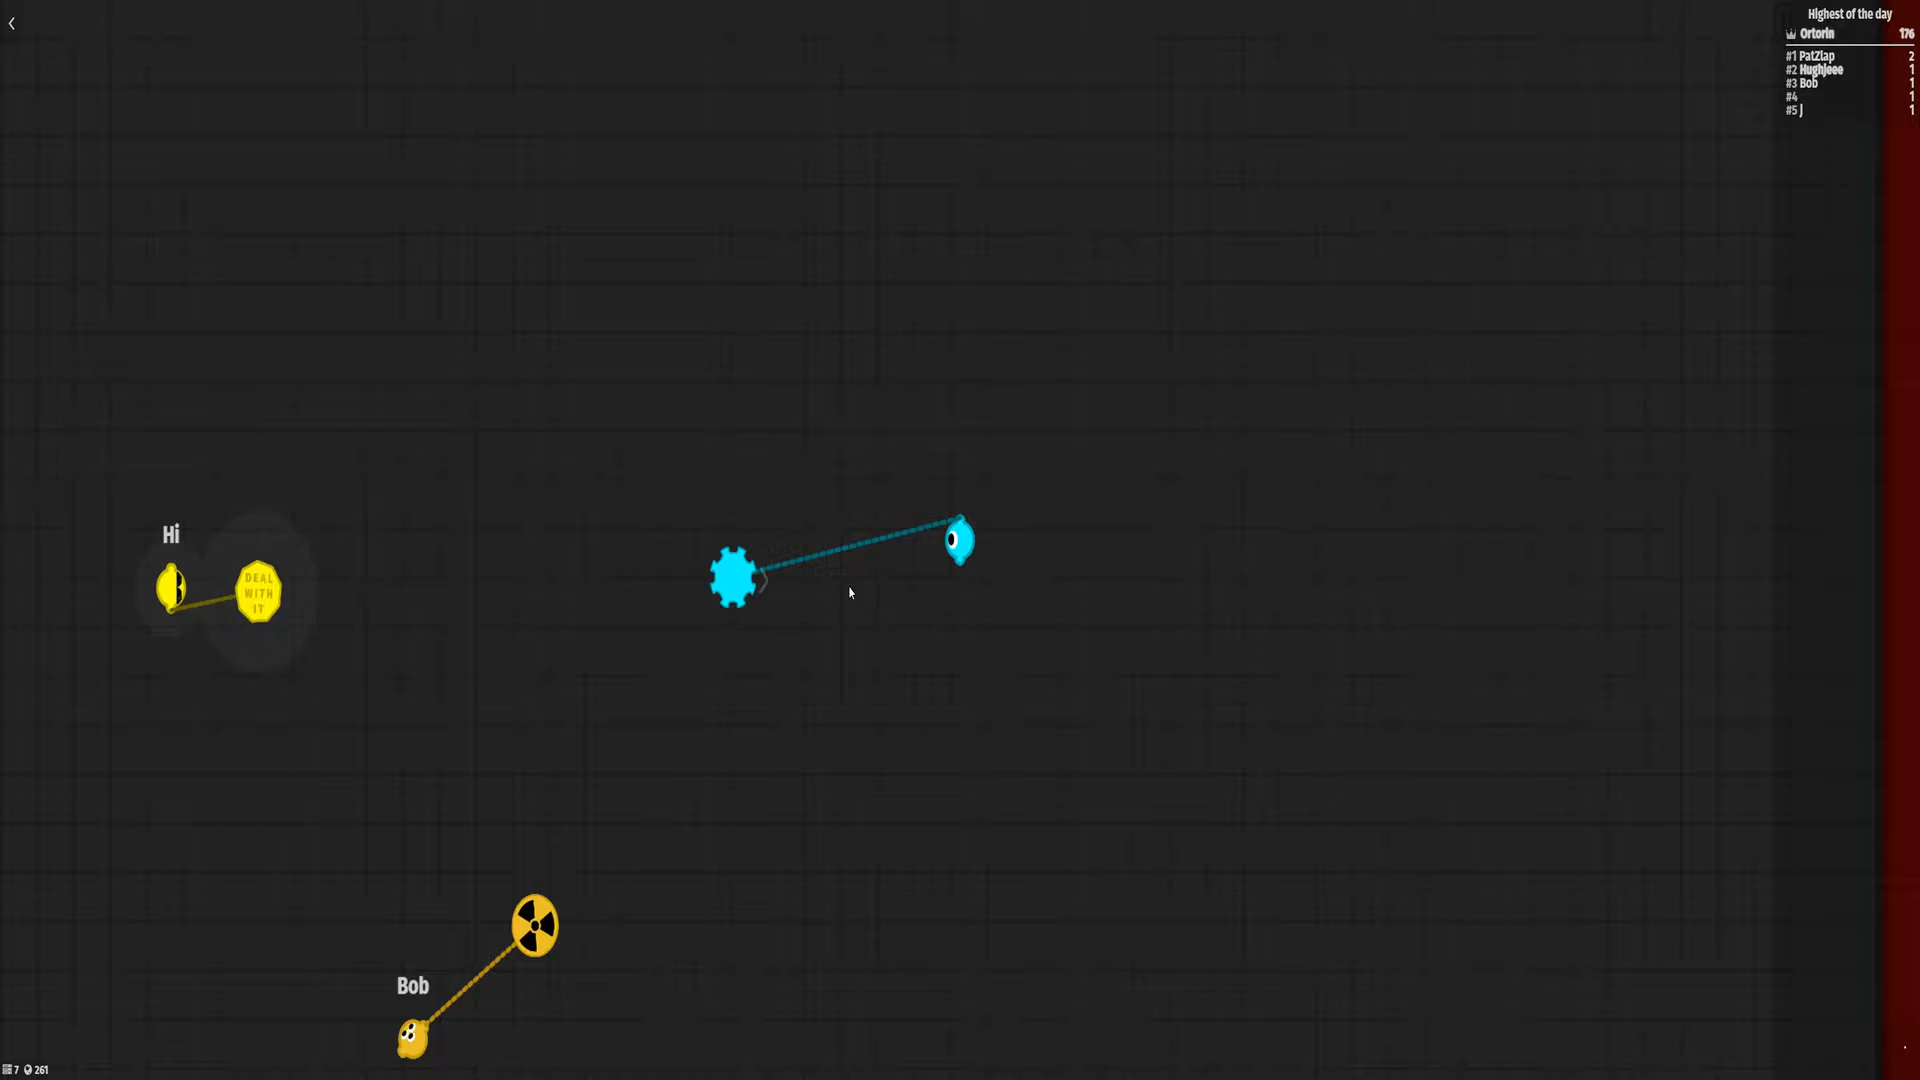 Highest of the day
Ortorin 176
#1 PatZlap 2
#2 Hughjeee 1
#3 Bob 1
#4 1
#5 J 1
Hi
DEAL
WITH
IT
Bob
7 261